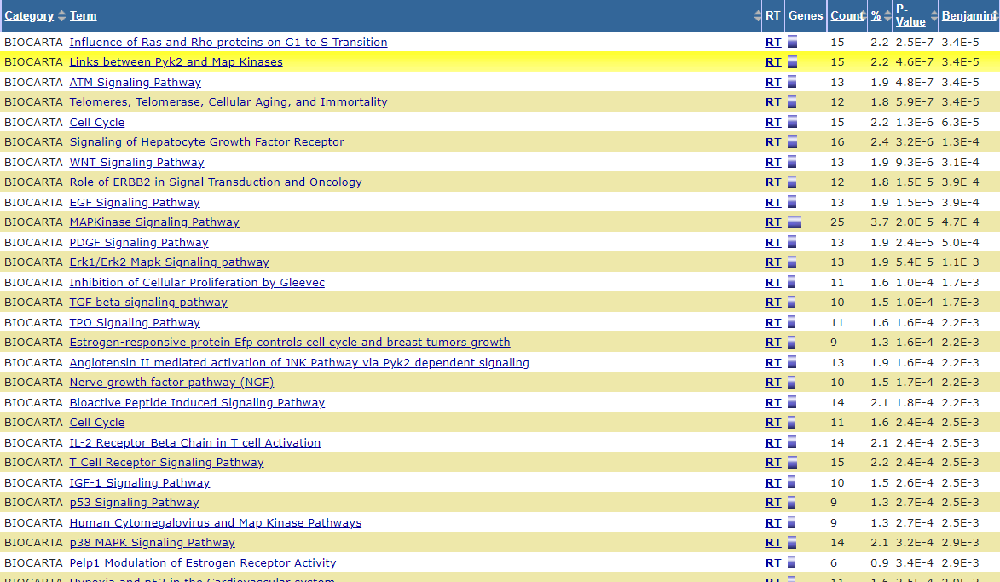 Category Term RT Genes Count % P-Value Benjamini
BIOCARTA Influence of Ras and Rho proteins on G1 to S Transition RT 15 2.2 2.5E-7 3.4E-5
BIOCARTA Links between Pyk2 and Map Kinases RT 15 2.2 4.6E-7 3.4E-5
BIOCARTA ATM Signaling Pathway RT 13 1.9 4.8E-7 3.4E-5
BIOCARTA Telomeres, Telomerase, Cellular Aging, and Immortality RT 12 1.8 5.9E-7 3.4E-5
BIOCARTA Cell Cycle RT 15 2.2 1.3E-6 6.3E-5
BIOCARTA Signaling of Hepatocyte Growth Factor Receptor RT 16 2.4 3.2E-6 1.3E-4
BIOCARTA WNT Signaling Pathway RT 13 1.9 9.3E-6 3.1E-4
BIOCARTA Role of ERBB2 in Signal Transduction and Oncology RT 12 1.8 1.5E-5 3.9E-4
BIOCARTA EGF Signaling Pathway RT 13 1.9 1.5E-5 3.9E-4
BIOCARTA MAPKinase Signaling Pathway RT 25 3.7 2.0E-5 4.7E-4
BIOCARTA PDGF Signaling Pathway RT 13 1.9 2.4E-5 5.0E-4
BIOCARTA Erk1/Erk2 Mapk Signaling pathway RT 13 1.9 5.4E-5 1.1E-3
BIOCARTA Inhibition of Cellular Proliferation by Gleevec RT 11 1.6 1.0E-4 1.7E-3
BIOCARTA TGF beta signaling pathway RT 10 1.5 1.0E-4 1.7E-3
BIOCARTA TPO Signaling Pathway RT 11 1.6 1.6E-4 2.2E-3
BIOCARTA Estrogen-responsive protein Efp controls cell cycle and breast tumors growth RT 9 1.3 1.6E-4 2.2E-3
BIOCARTA Angiotensin II mediated activation of JNK Pathway via Pyk2 dependent signaling RT 13 1.9 1.6E-4 2.2E-3
BIOCARTA Nerve growth factor pathway (NGF) RT 10 1.5 1.7E-4 2.2E-3
BIOCARTA Bioactive Peptide Induced Signaling Pathway RT 14 2.1 1.8E-4 2.2E-3
BIOCARTA Cell Cycle RT 11 1.6 2.4E-4 2.5E-3
BIOCARTA IL-2 Receptor Beta Chain in T cell Activation RT 14 2.1 2.4E-4 2.5E-3
BIOCARTA T Cell Receptor Signaling Pathway RT 15 2.2 2.4E-4 2.5E-3
BIOCARTA IGF-1 Signaling Pathway RT 10 1.5 2.6E-4 2.5E-3
BIOCARTA p53 Signaling Pathway RT 9 1.3 2.7E-4 2.5E-3
BIOCARTA Human Cytomegalovirus and Map Kinase Pathways RT 9 1.3 2.7E-4 2.5E-3
BIOCARTA p38 MAPK Signaling Pathway RT 14 2.1 3.2E-4 2.9E-3
BIOCARTA Pelp1 Modulation of Estrogen Receptor Activity RT 6 0.9 3.4E-4 2.9E-3
BIOCARTA Hypoxia and p53 in the Cardiovascular system RT 11 1.6 3.5E-4 2.9E-3